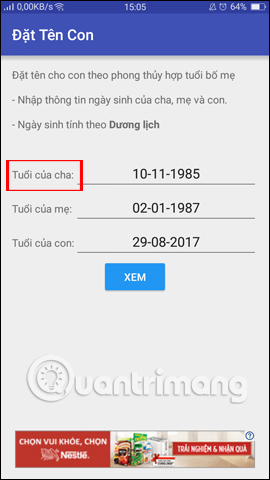 0,00KB/s 15:05 64%
Đặt Tên Con
Đặt tên cho con theo phong thủy hợp tuổi bố mẹ
- Nhập thông tin ngày sinh của cha, mẹ và con.
- Ngày sinh tính theo Dương lịch
Tuổi của cha: 10-11-1985
Tuổi của mẹ: 02-01-1987
Tuổi của con: 29-08-2017
XEM
Quantrimang
CHỌN VUI KHỎE, CHỌN
Nestlé
TRẢI NGHIỆM & NHẬN